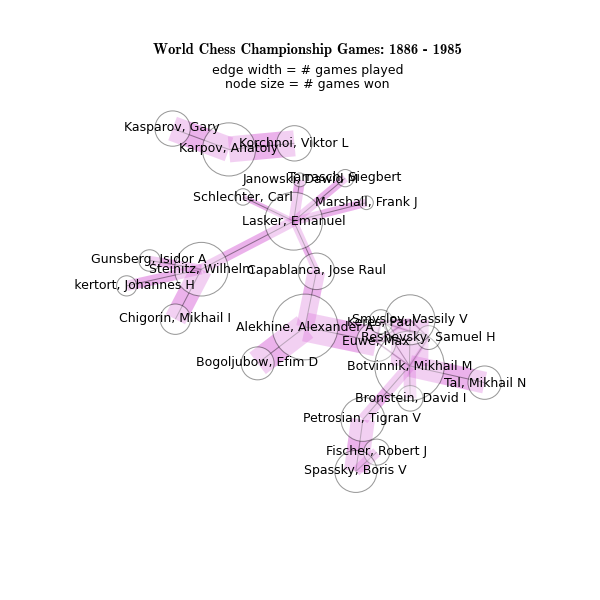 World Chess Championship Games: 1886 - 1985
edge width = # games played
node size = # games won
Kasparov, Gary
Korchnoi, Viktor L
Karpov, Anatoly
Janowski, Dawid M
Tarrasch, Siegbert
Schlechter, Carl
Marshall, Frank J
Lasker, Emanuel
Gunsberg, Isidor A
Steinitz, Wilhelm
Capablanca, Jose Raul
kertort, Johannes H
Chigorin, Mikhail I
Smyslov, Vassily V
Keres, Paul
Alekhine, Alexander A
Reshevsky, Samuel H
Euwe, Max
Bogoljubow, Efim D
Botvinnik, Mikhail M
Tal, Mikhail N
Bronstein, David I
Petrosian, Tigran V
Fischer, Robert J
Spassky, Boris V